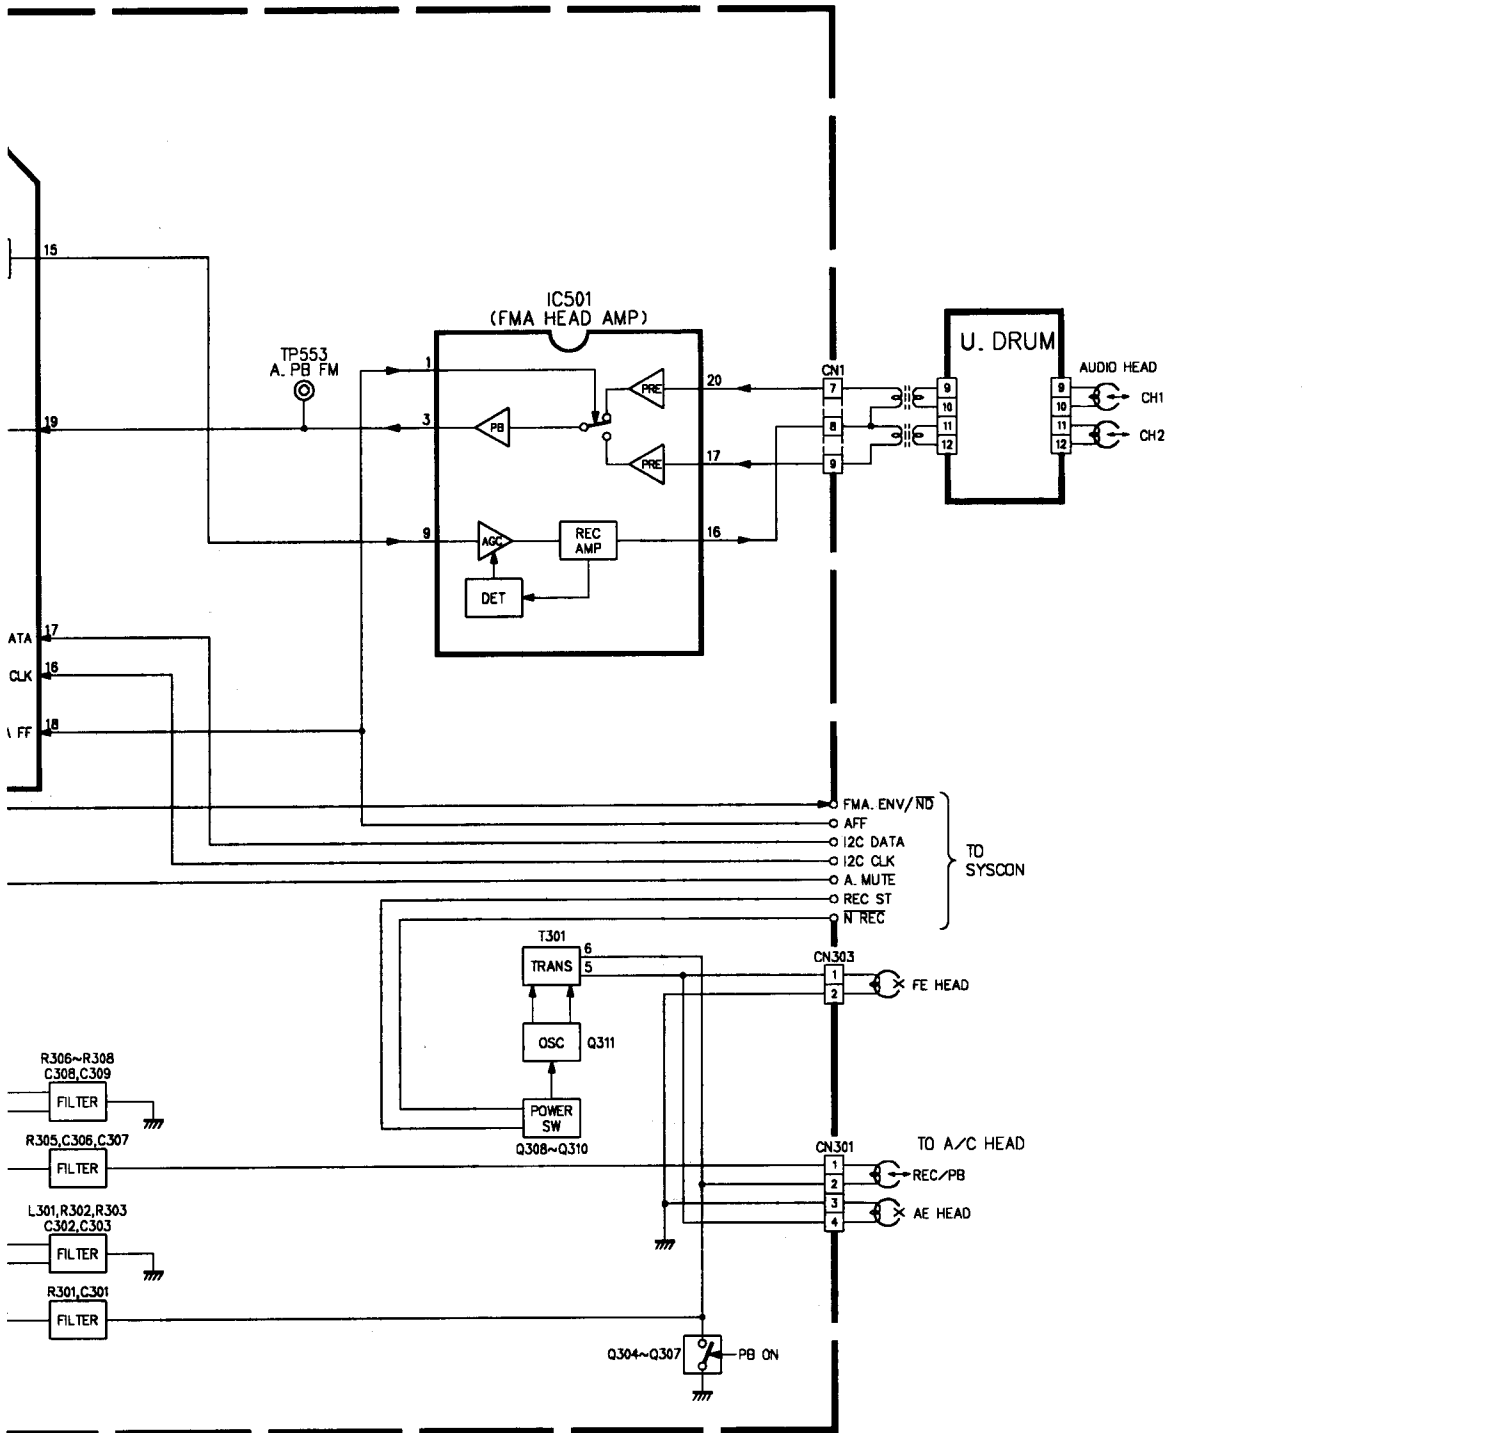 15
IC501
(FMA HEAD AMP)
U. DRUM
TP553
A. PB FM
1
PRE
20
CN1
7
9
10
9
10
AUDIO HEAD
CH1
19
3
PB
8
11
12
11
12
CH2
PRE
17
9
9
AGC
REC
AMP
16
DET
ATA
17
CLK
16
FF
18
FMA. ENV/ND
AFF
I2C DATA
I2C CLK
A. MUTE
REC ST
N REC
TO
SYSCON
T301
TRANS
6
5
CN303
1
2
FE HEAD
OSC
Q311
R306~R308
C308,C309
FILTER
POWER
SW
Q308~Q310
R305,C306,C307
FILTER
CN301
TO A/C HEAD
1
2
REC/PB
3
4
AE HEAD
L301,R302,R303
C302,C303
FILTER
R301,C301
FILTER
Q304~Q307
PB ON